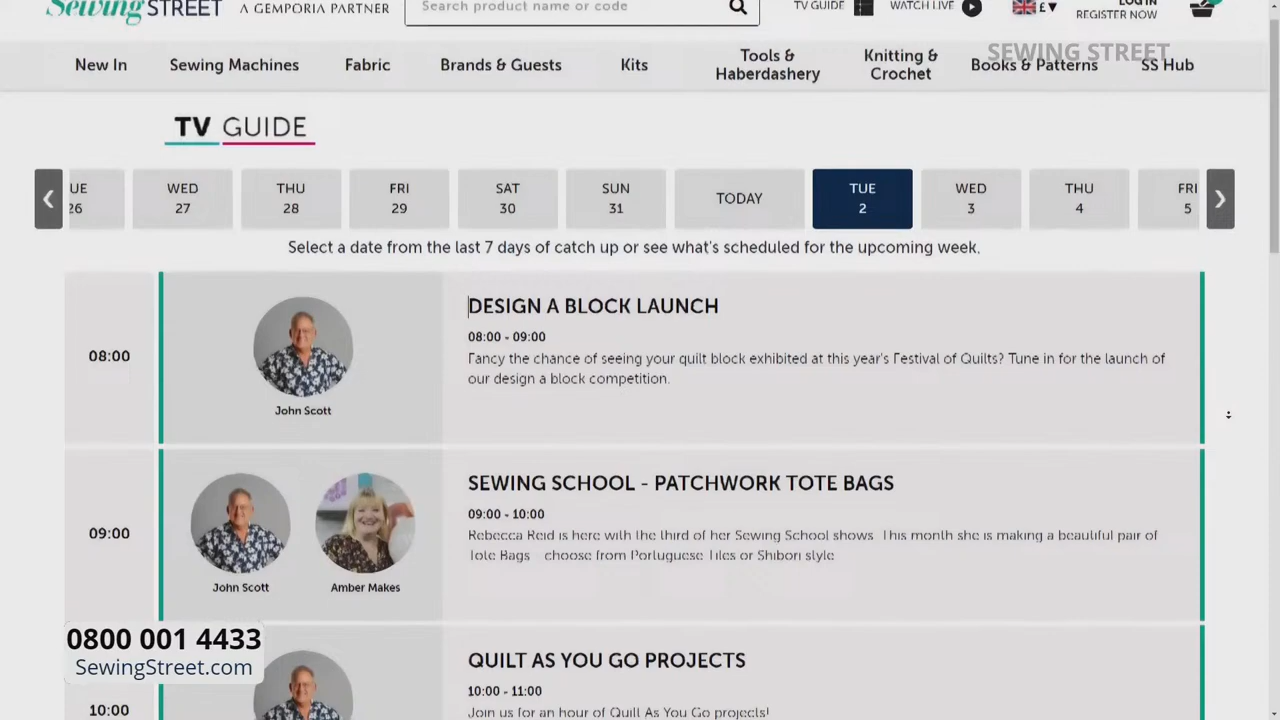 Sewing STREET
A GEMPORIA PARTNER
Search product name or code
TV GUIDE
WATCH LIVE
£
LOG IN
REGISTER NOW
SEWING STREET
New In
Sewing Machines
Fabric
Brands & Guests
Kits
Tools &
Haberdashery
Knitting &
Crochet
Books & Patterns
SS Hub
TV GUIDE
UE
26
WED
27
THU
28
FRI
29
SAT
30
SUN
31
TODAY
TUE
2
WED
3
THU
4
FRI
5
Select a date from the last 7 days of catch up or see what's scheduled for the upcoming week.
08:00
John Scott
DESIGN A BLOCK LAUNCH
08:00 - 09:00
Fancy the chance of seeing your quilt block exhibited at this year's Festival of Quilts? Tune in for the launch of
our design a block competition.
09:00
John Scott
Amber Makes
SEWING SCHOOL - PATCHWORK TOTE BAGS
09:00 - 10:00
Rebecca Reid is here with the third of her Sewing School shows This month she is making a beautiful pair of
Tote Bags choose from Portuguese Tiles or Shibori style
10:00
QUILT AS YOU GO PROJECTS
10:00 - 11:00
Join us for an hour of Quilt As You Go projects!
0800 001 4433
SewingStreet.com